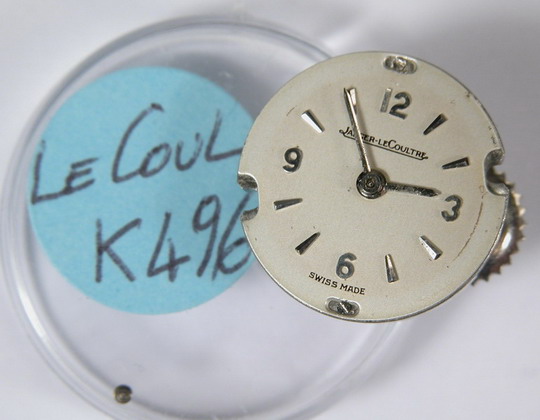 LE COUL
K496
12
JAEGER-LECOULTRE
9
3
6
SWISS MADE